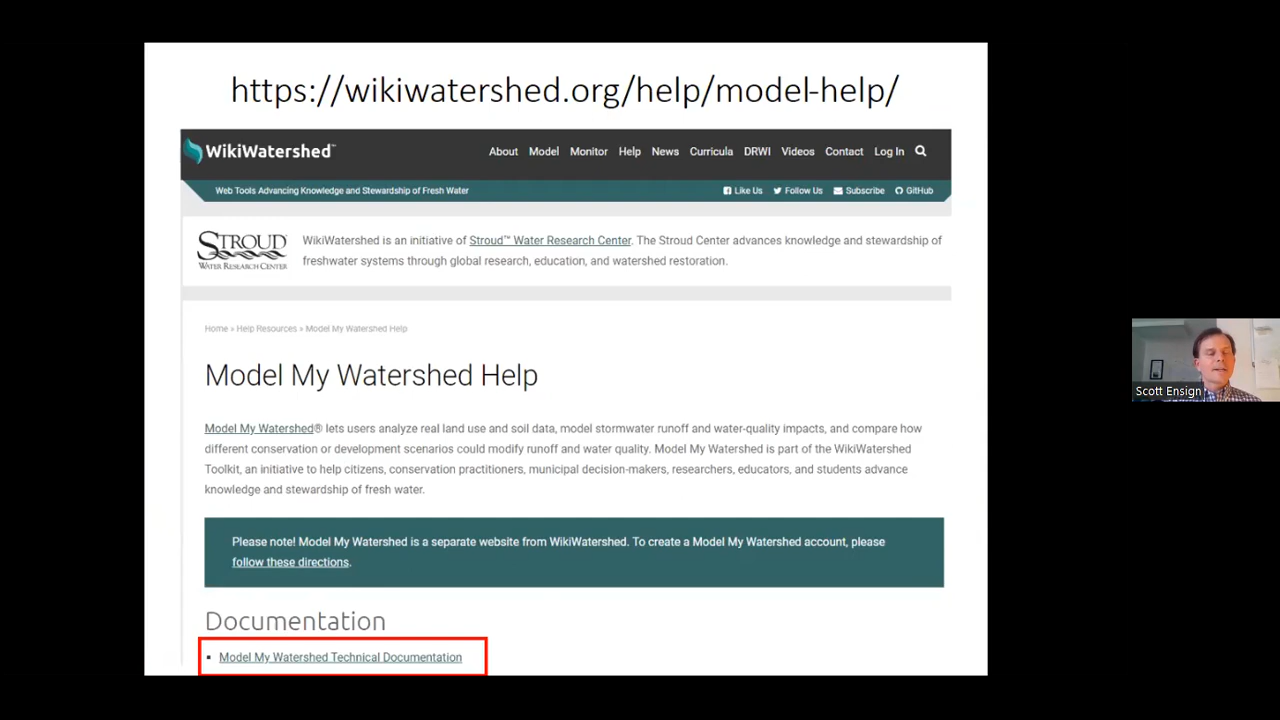 https://wikiwatershed.org/help/model-help/
WikiWatershed™
About Model Monitor Help News Curricula DRWI Videos Contact Log In
Web Tools Advancing Knowledge and Stewardship of Fresh Water
Like Us Follow Us Subscribe GitHub
STROUD
WATER RESEARCH CENTER
WikiWatershed is an initiative of Stroud™ Water Research Center. The Stroud Center advances knowledge and stewardship of
freshwater systems through global research, education, and watershed restoration.
Home » Help Resources » Model My Watershed Help
Model My Watershed Help
Model My Watershed® lets users analyze real land use and soil data, model stormwater runoff and water-quality impacts, and compare how
different conservation or development scenarios could modify runoff and water quality. Model My Watershed is part of the WikiWatershed
Toolkit, an initiative to help citizens, conservation practitioners, municipal decision-makers, researchers, educators, and students advance
knowledge and stewardship of fresh water.
Please note! Model My Watershed is a separate website from WikiWatershed. To create a Model My Watershed account, please
follow these directions.
Documentation
▪ Model My Watershed Technical Documentation
Scott Ensign